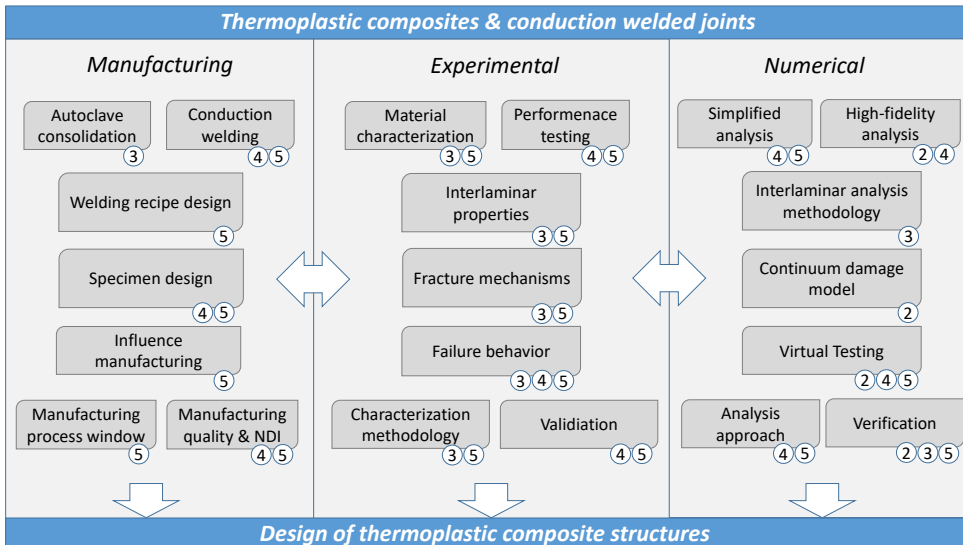 Thermoplastic composites & conduction welded joints
Manufacturing
Autoclave
consolidation
3
Conduction
welding
4 5
Welding recipe design
5
Specimen design
4 5
Influence
manufacturing
5
Manufacturing
process window
5
Manufacturing
quality & NDI
4 5
Experimental
Material
characterization
3 5
Performenace
testing
4 5
Interlaminar
properties
3 5
Fracture mechanisms
3 5
Failure behavior
3 4 5
Characterization
methodology
3 5
Validiation
4 5
Numerical
Simplified
analysis
4 5
High-fidelity
analysis
2 4
Interlaminar analysis
methodology
3
Continuum damage
model
2
Virtual Testing
2 4 5
Analysis
approach
4 5
Verification
2 3 5
Design of thermoplastic composite structures